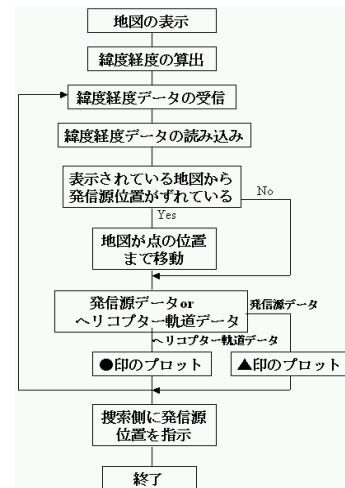 地図の表示
緯度経度の算出
緯度経度データの受信
緯度経度データの読み込み
表示されている地図から
発信源位置がずれている
No
Yes
地図が点の位置
まで移動
発信源データor
ヘリコプター軌道データ
発信源データ
ヘリコプター軌道データ
●印のプロット
▲印のプロット
捜索側に発信源
位置を指示
終了